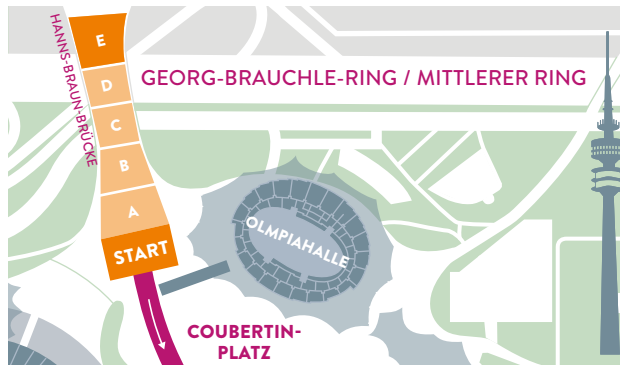 HANNS-BRAUN-BRÜCKE
E
D
C
B
A
START
GEORG-BRAUCHLE-RING / MITTLERER RING
OLMPIAHALLE
COUBERTIN-
PLATZ